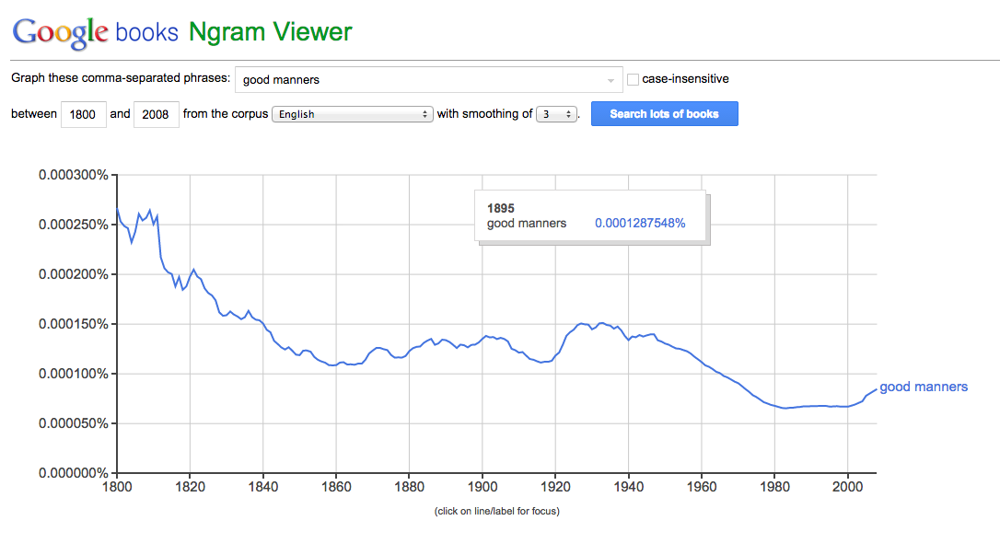 Google books Ngram Viewer
Graph these comma-separated phrases: good manners case-insensitive
between 1800 and 2008 from the corpus English with smoothing of 3 . Search lots of books
0.000300%
0.000250%
0.000200%
0.000150%
0.000100%
0.000050%
0.000000%
1895
good manners 0.0001287548%
good manners
1800 1820 1840 1860 1880 1900 1920 1940 1960 1980 2000
(click on line/label for focus)